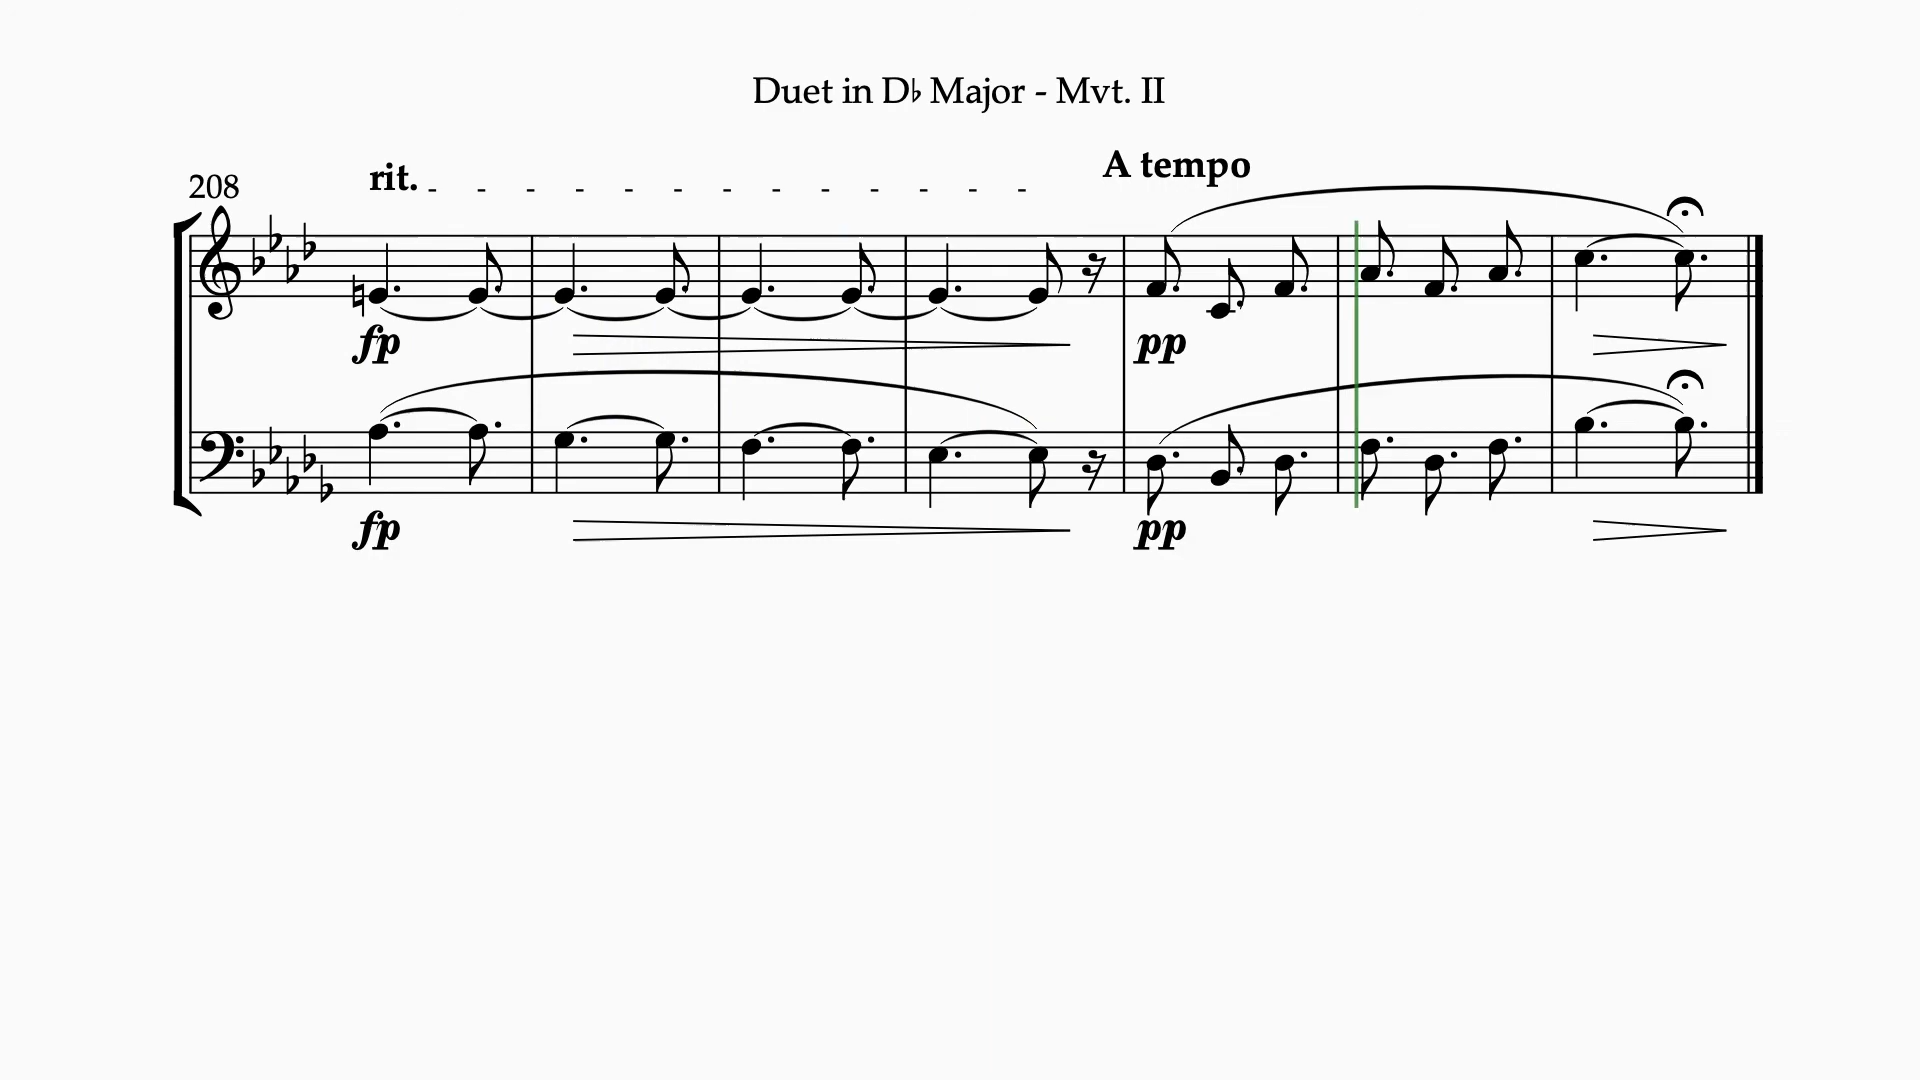 Duet in D♭ Major - Mvt. II
A tempo
rit.
208
fp
pp
fp
pp